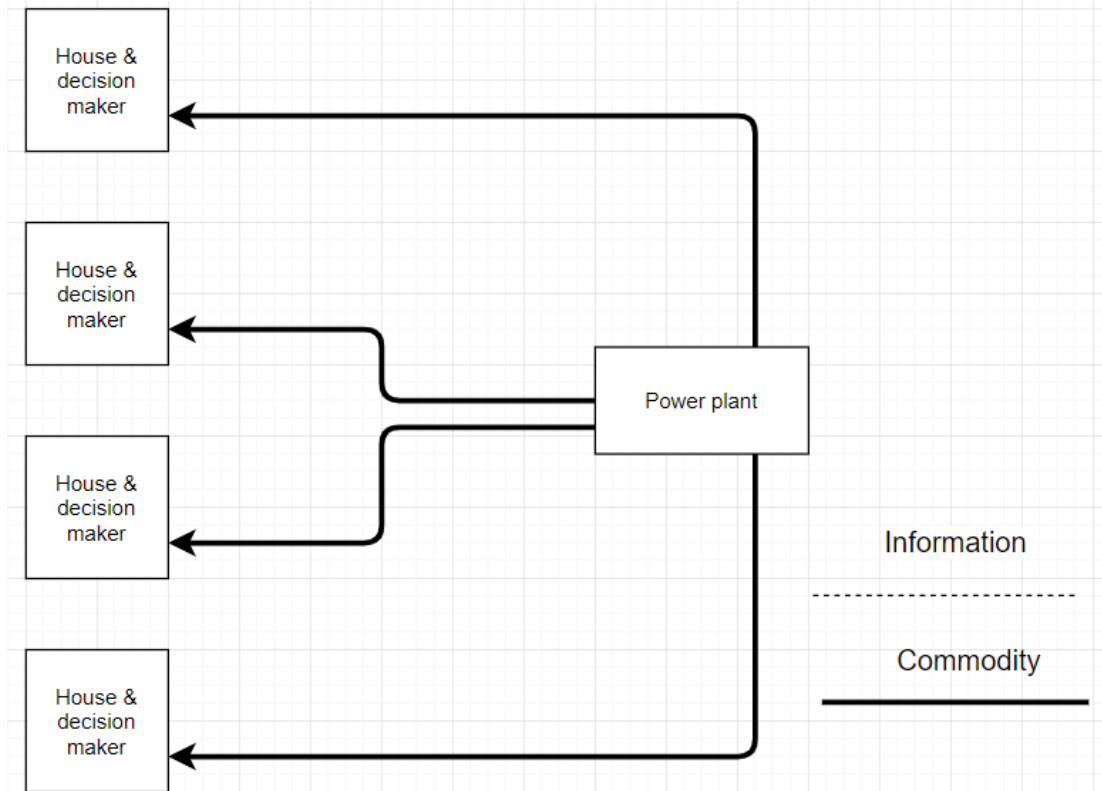 House &
decision
maker
House &
decision
maker
Power plant
House &
decision
maker
Information
Commodity
House &
decision
maker